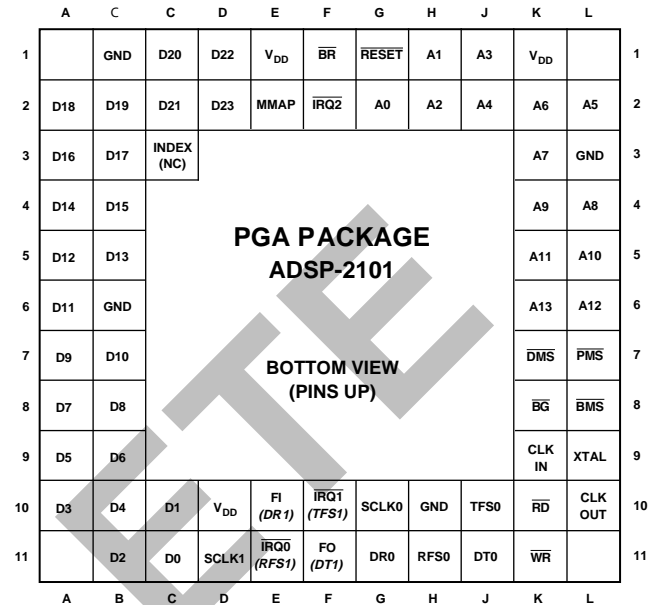 A C C D E F G H J K L
1 GND D20 D22 VDD BR RESET A1 A3 VDD 1
2 D18 D19 D21 D23 MMAP IRQ2 A0 A2 A4 A6 A5 2
3 D16 D17 INDEX (NC) A7 GND 3
4 D14 D15 A9 A8 4
PGA PACKAGE
5 D12 D13 ADSP-2101 A11 A10 5
6 D11 GND A13 A12 6
7 D9 D10 BOTTOM VIEW DMS PMS 7
(PINS UP)
8 D7 D8 BG BMS 8
9 D5 D6 CLK IN XTAL 9
10 D3 D4 D1 VDD FI (DR1) IRQ1 (TFS1) SCLK0 GND TFS0 RD CLK OUT 10
11 D2 D0 SCLK1 IRQ0 (RFS1) FO (DT1) DR0 RFS0 DT0 WR 11
A B C D E F G H J K L
ETE